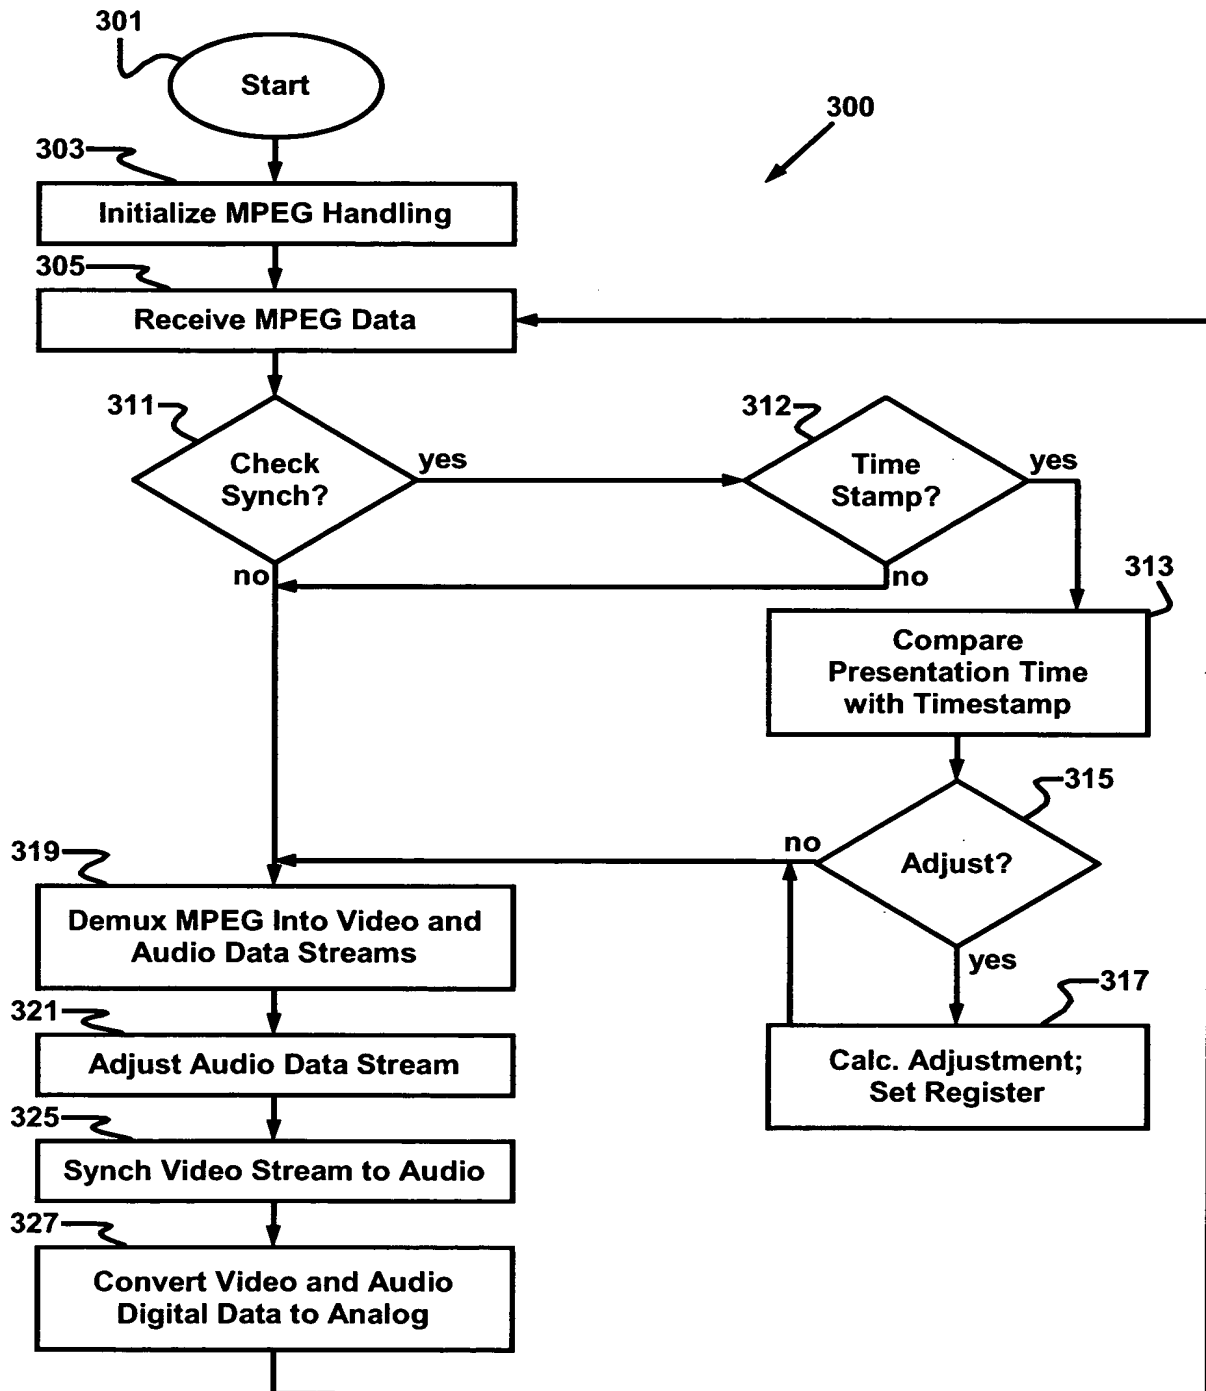 301
Start
300
303
Initialize MPEG Handling
305
Receive MPEG Data
311
Check
Synch?
yes
no
312
Time
Stamp?
yes
no
313
Compare
Presentation Time
with Timestamp
315
Adjust?
no
yes
317
Calc. Adjustment;
Set Register
319
Demux MPEG Into Video and
Audio Data Streams
321
Adjust Audio Data Stream
325
Synch Video Stream to Audio
327
Convert Video and Audio
Digital Data to Analog